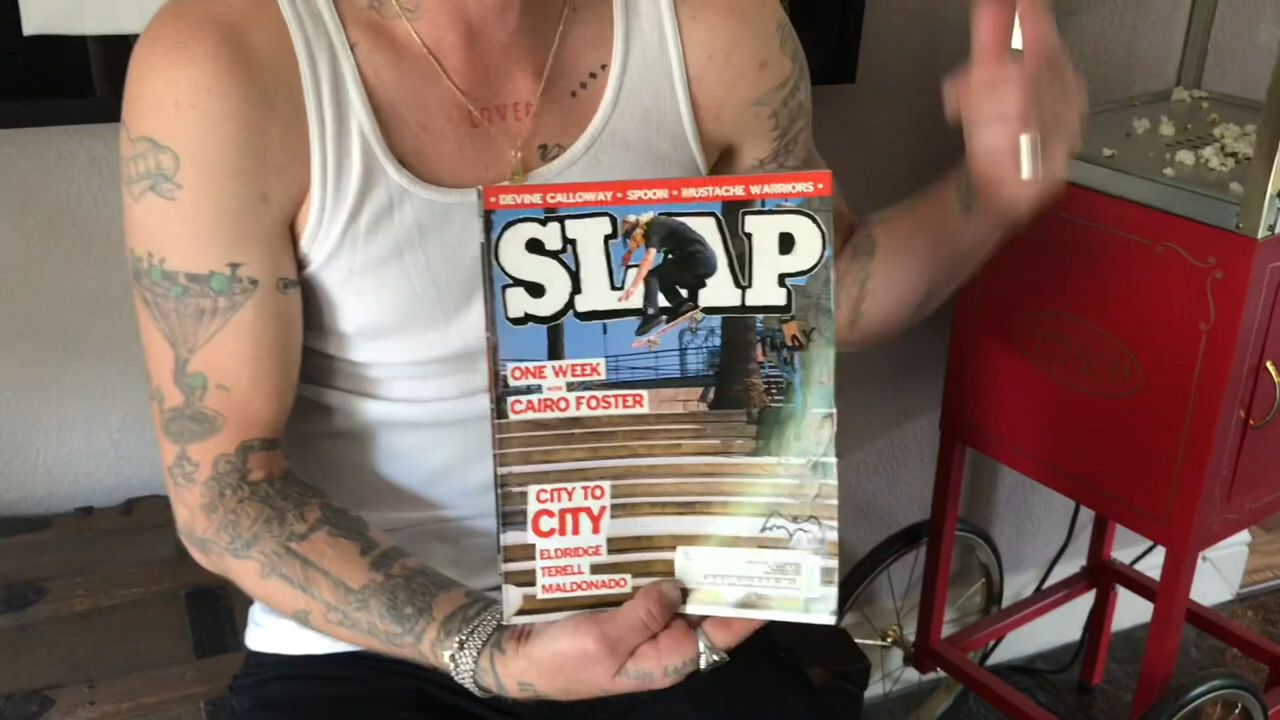 LOVER
• DEVINE CALLOWAY • SPOON • MUSTACHE WARRIORS •
SLAP
ONE WEEK
WITH
CAIRO FOSTER
CITY TO
CITY
ELDRIDGE
TERELL
MALDONADO